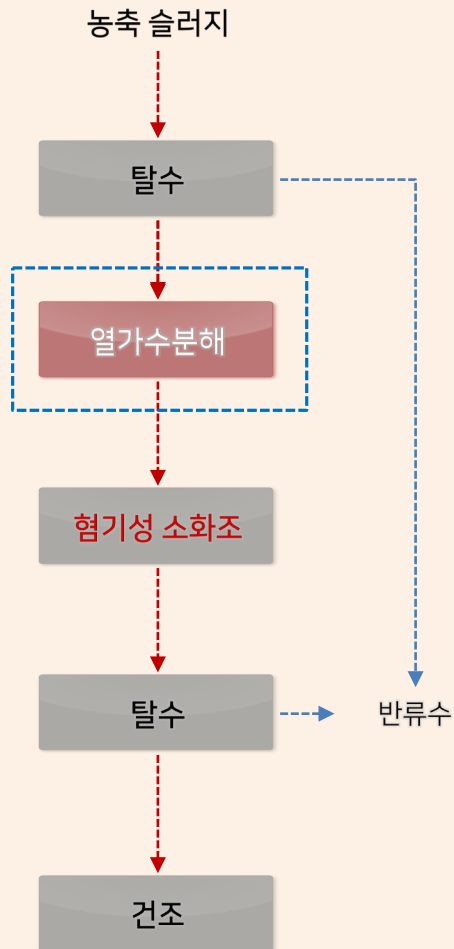 농축 슬러지
탈수
열가수분해
혐기성 소화조
탈수
반류수
건조